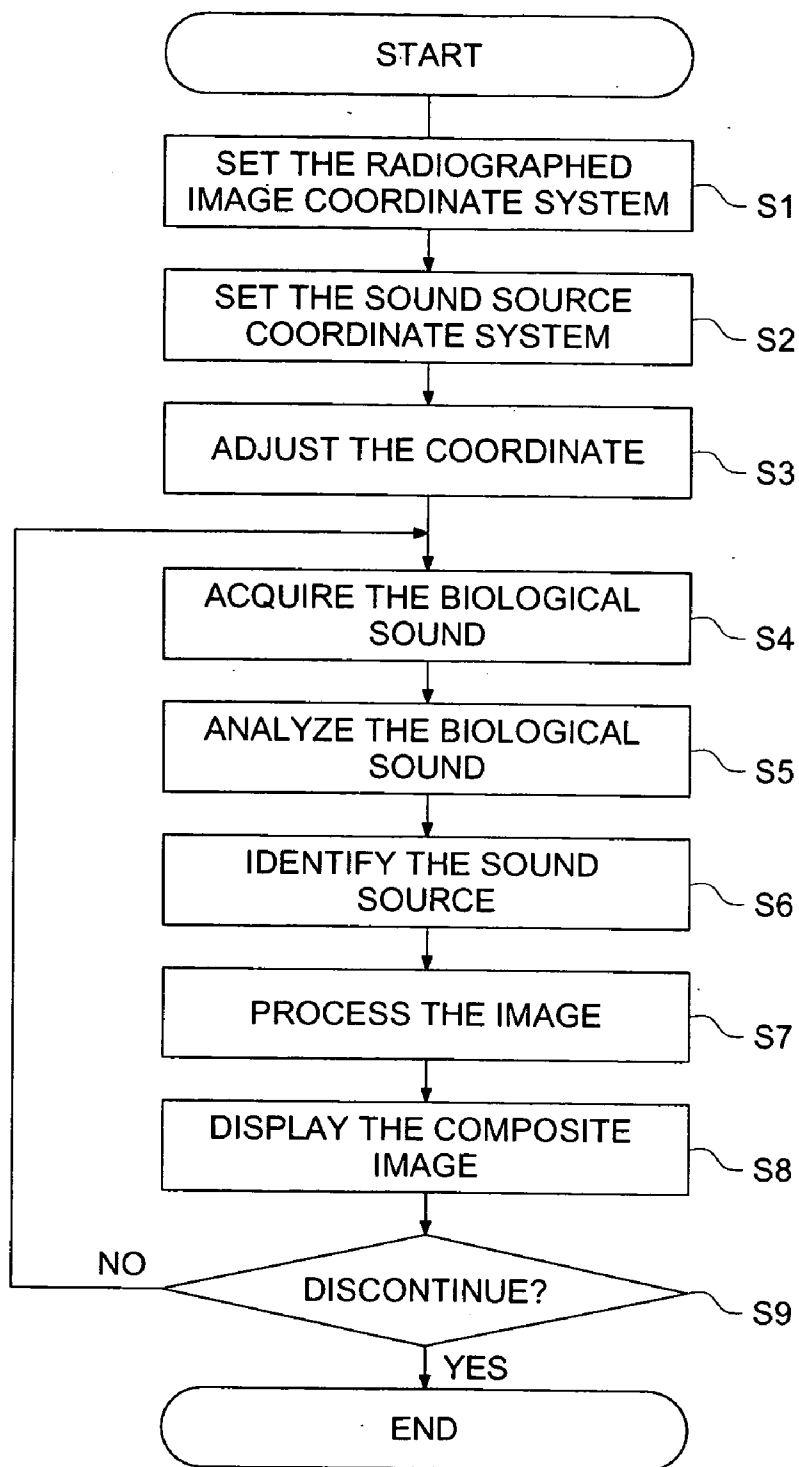 START
SET THE RADIOGRAPHED
IMAGE COORDINATE SYSTEM
S1
SET THE SOUND SOURCE
COORDINATE SYSTEM
S2
ADJUST THE COORDINATE
S3
ACQUIRE THE BIOLOGICAL
SOUND
S4
ANALYZE THE BIOLOGICAL
SOUND
S5
IDENTIFY THE SOUND
SOURCE
S6
PROCESS THE IMAGE
S7
DISPLAY THE COMPOSITE
IMAGE
S8
NO
DISCONTINUE?
S9
YES
END